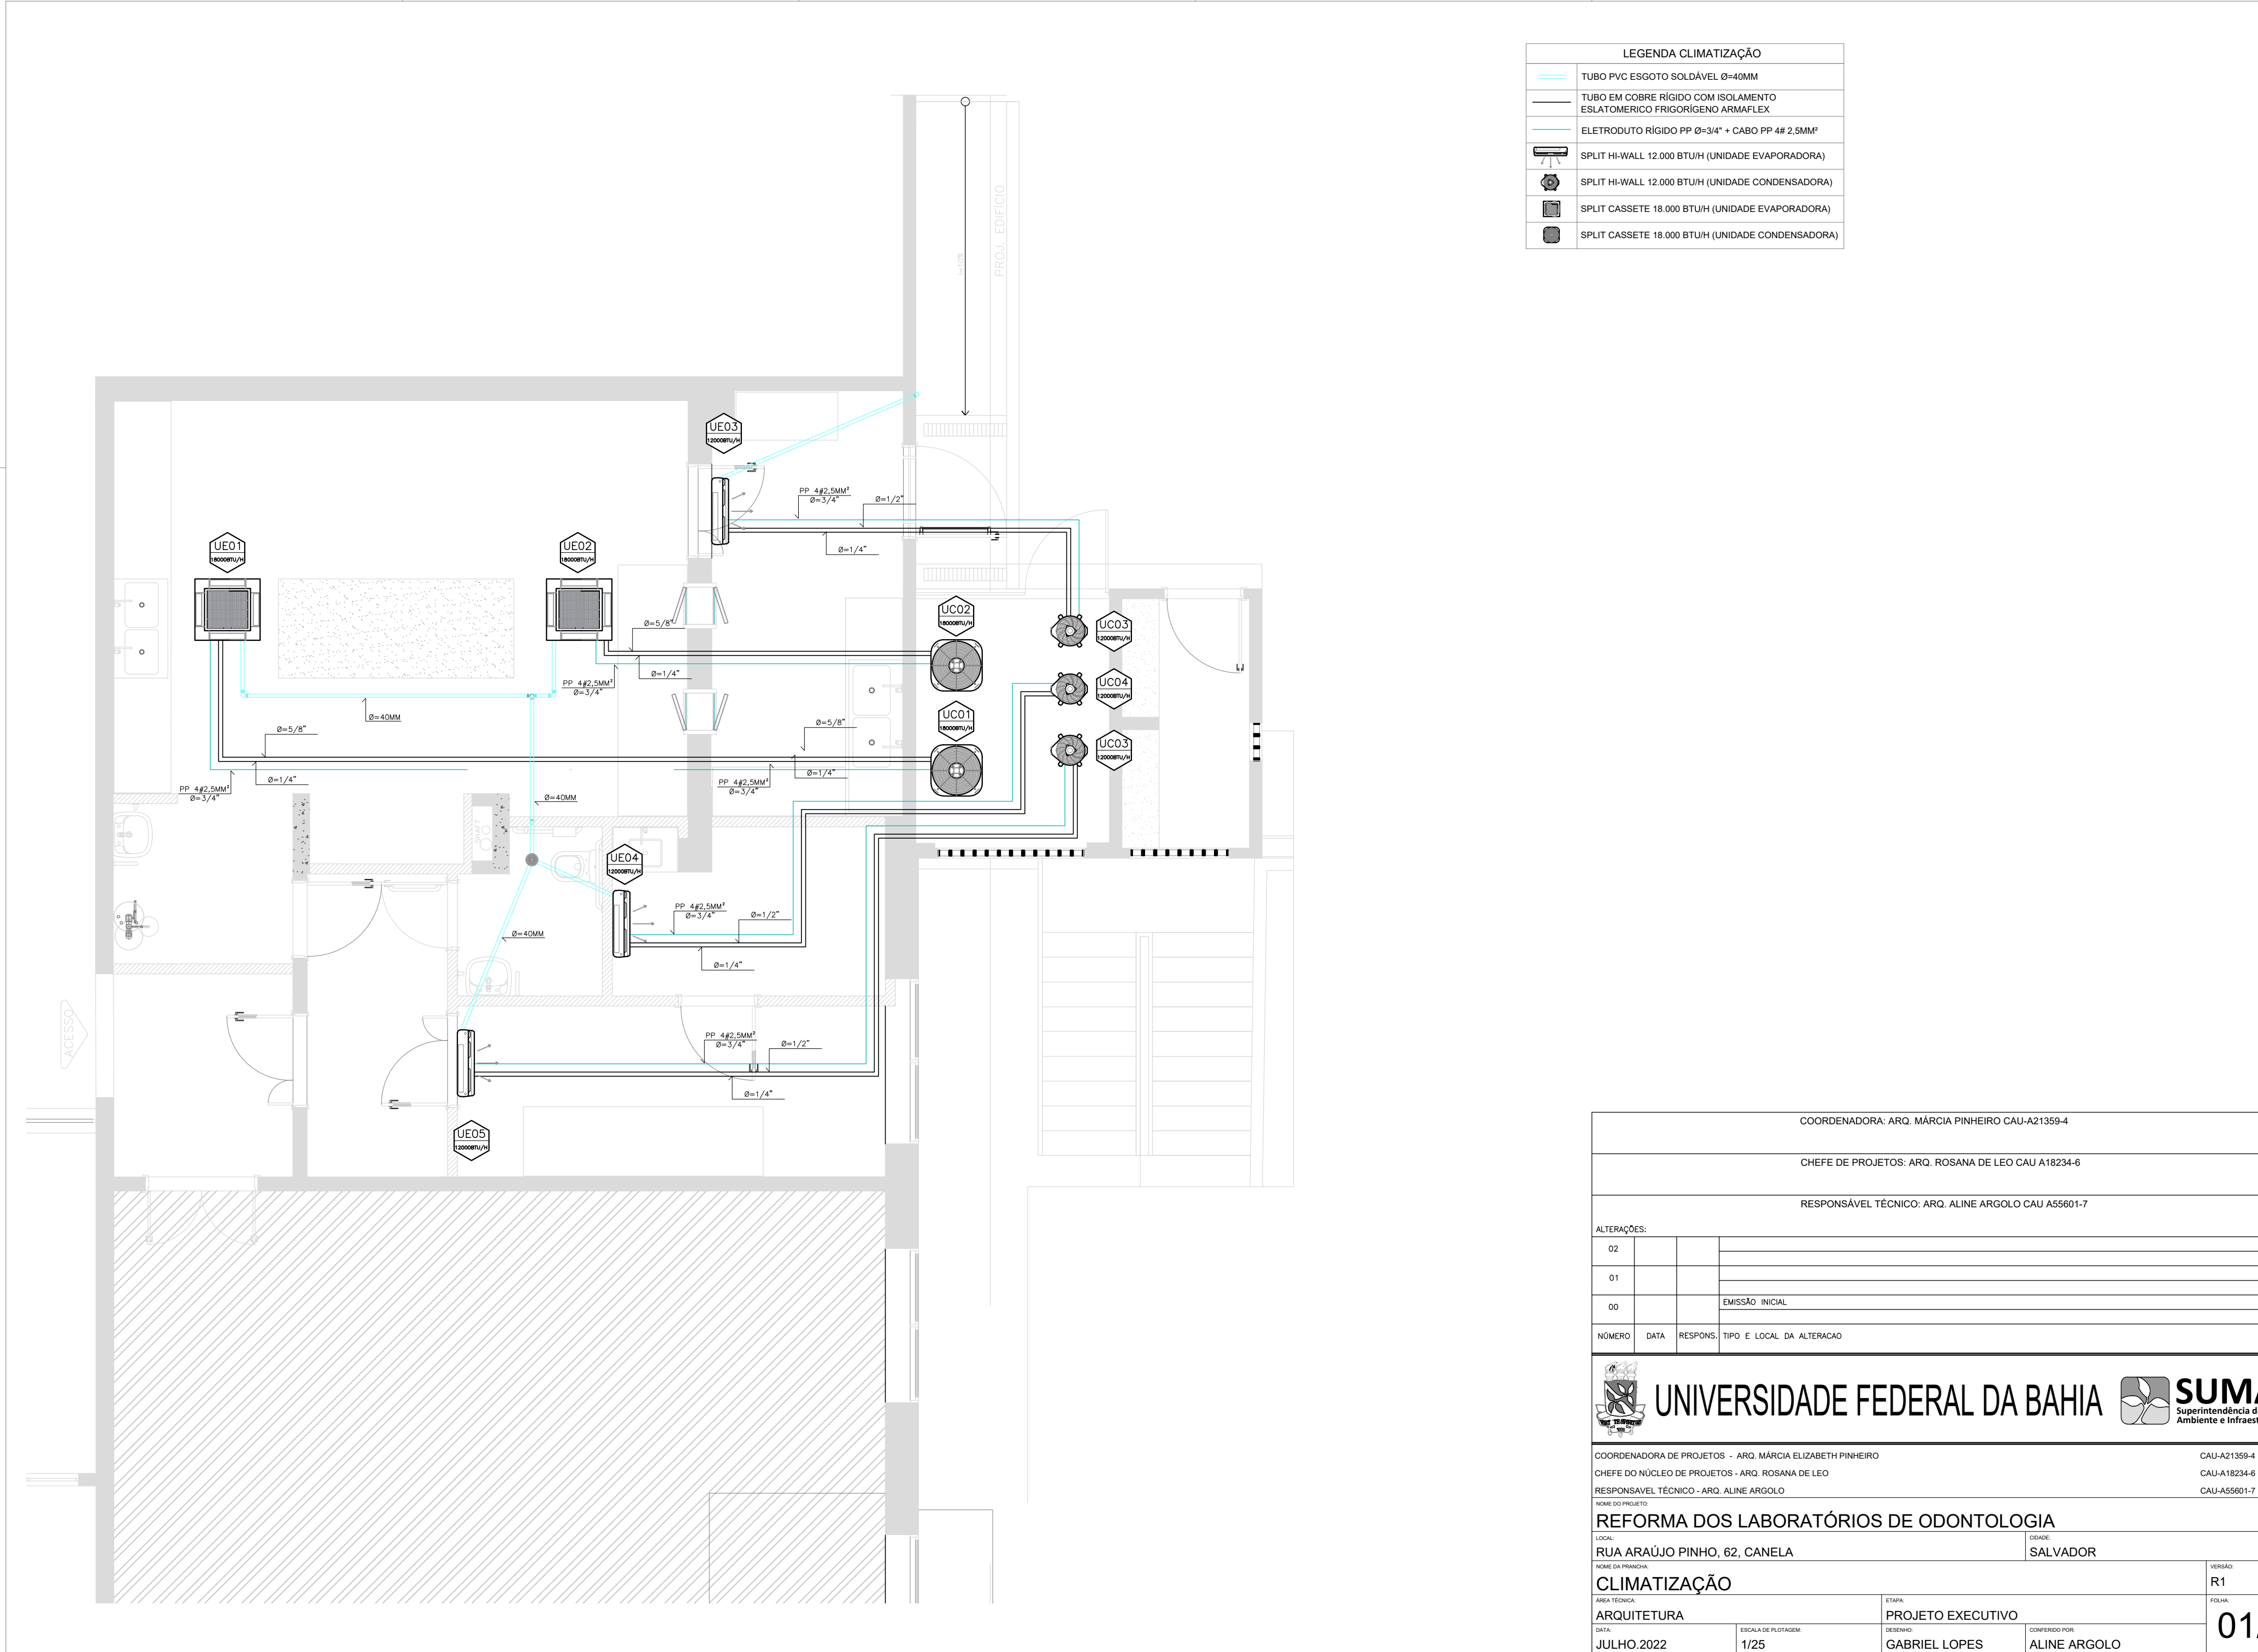 LEGENDA CLIMATIZAÇÃO
TUBO PVC ESGOTO SOLDÁVEL Ø=40MM
TUBO EM COBRE RÍGIDO COM ISOLAMENTO
ESLATOMERICO FRIGORÍGENO ARMAFLEX
ELETRODUTO RÍGIDO PP Ø=3/4" + CABO PP 4# 2,5MM²
SPLIT HI-WALL 12.000 BTU/H (UNIDADE EVAPORADORA)
SPLIT HI-WALL 12.000 BTU/H (UNIDADE CONDENSADORA)
SPLIT CASSETE 18.000 BTU/H (UNIDADE EVAPORADORA)
SPLIT CASSETE 18.000 BTU/H (UNIDADE CONDENSADORA)
PROJ. EDIFÍCIO
i=10%
UE03
12000BTU/H
PP 4#2,5MM²
Ø=3/4"
Ø=1/2"
Ø=1/4"
UE01
18000BTU/H
UE02
18000BTU/H
UC02
18000BTU/H
UC03
12000BTU/H
Ø=5/8"
Ø=1/4"
PP 4#2,5MM²
Ø=3/4"
UC04
12000BTU/H
Ø=40MM
UC01
18000BTU/H
UC03
12000BTU/H
Ø=5/8"
Ø=5/8"
Ø=1/4"
Ø=1/4"
PP 4#2,5MM²
Ø=3/4"
PP 4#2,5MM²
Ø=3/4"
Ø=40MM
SHAFT
UE04
12000BTU/H
PP 4#2,5MM²
Ø=3/4"
Ø=1/2"
Ø=40MM
Ø=1/4"
ACESSO
PP 4#2,5MM²
Ø=3/4"
Ø=1/2"
Ø=1/4"
UE05
12000BTU/H
COORDENADORA: ARQ. MÁRCIA PINHEIRO CAU-A21359-4
CHEFE DE PROJETOS: ARQ. ROSANA DE LEO CAU A18234-6
RESPONSÁVEL TÉCNICO: ARQ. ALINE ARGOLO CAU A55601-7
ALTERAÇÕES:
02
01
00 EMISSÃO INICIAL
NÚMERO DATA RESPONS. TIPO E LOCAL DA ALTERACAO
UNIVERSIDADE FEDERAL DA BAHIA
SUMA
Superintendência d
Ambiente e Infraest
COORDENADORA DE PROJETOS - ARQ. MÁRCIA ELIZABETH PINHEIRO CAU-A21359-4
CHEFE DO NÚCLEO DE PROJETOS - ARQ. ROSANA DE LEO CAU-A18234-6
RESPONSAVEL TÉCNICO - ARQ. ALINE ARGOLO CAU-A55601-7
NOME DO PROJETO:
REFORMA DOS LABORATÓRIOS DE ODONTOLOGIA
LOCAL: CIDADE:
RUA ARAÚJO PINHO, 62, CANELA SALVADOR
NOME DA PRANCHA: VERSÃO:
CLIMATIZAÇÃO R1
ÁREA TÉCNICA: ETAPA: FOLHA:
ARQUITETURA PROJETO EXECUTIVO 01/
DATA: ESCALA DE PLOTAGEM: DESENHO: CONFERIDO POR:
JULHO.2022 1/25 GABRIEL LOPES ALINE ARGOLO